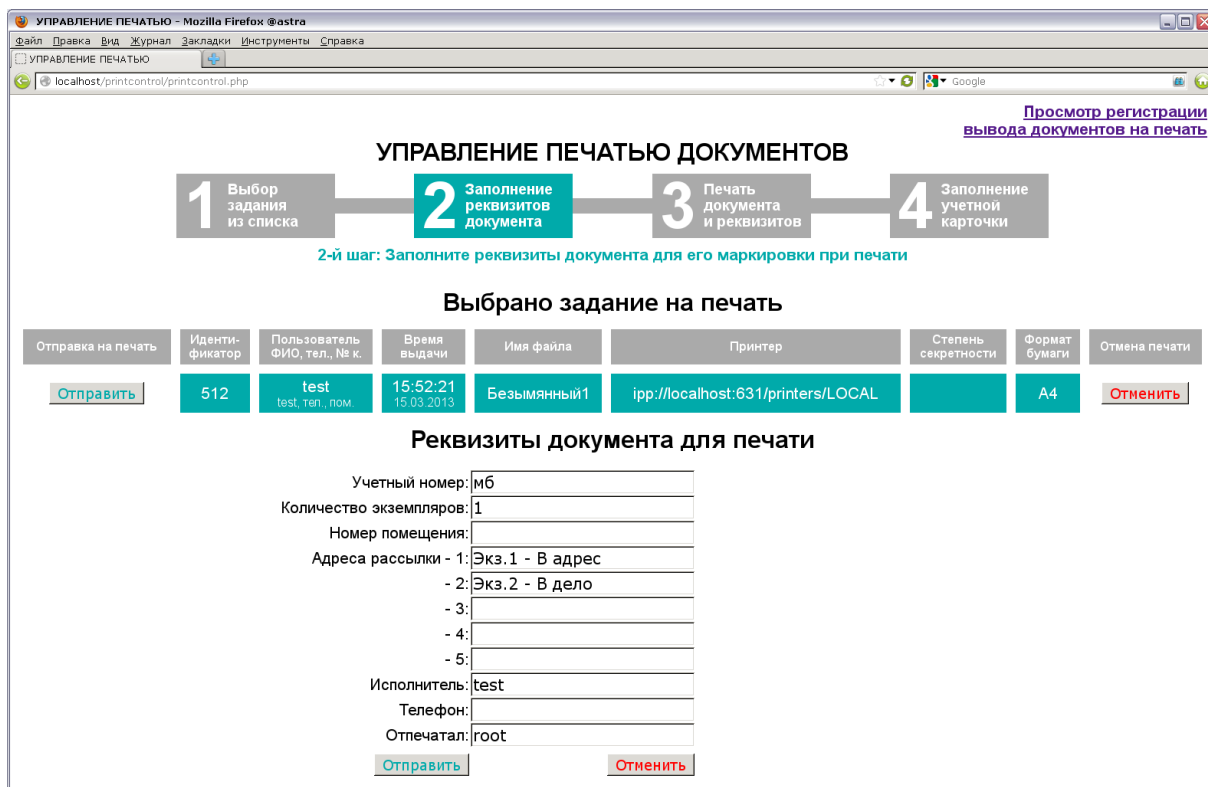 УПРАВЛЕНИЕ ПЕЧАТЬЮ - Mozilla Firefox @astra
Файл Правка Вид Журнал Закладки Инструменты Справка
УПРАВЛЕНИЕ ПЕЧАТЬЮ
localhost/printcontrol/printcontrol.php
Google
Просмотр регистрации
вывода документов на печать
УПРАВЛЕНИЕ ПЕЧАТЬЮ ДОКУМЕНТОВ
1 Выбор
задания
из списка
2 Заполнение
реквизитов
документа
3 Печать
документа
и реквизитов
4 Заполнение
учетной
карточки
2-й шаг: Заполните реквизиты документа для его маркировки при печати
Выбрано задание на печать
Отправка на печать
Иденти-
фикатор
Пользователь
ФИО, тел., № к.
Время
выдачи
Имя файла
Принтер
Степень
секретности
Формат
бумаги
Отмена печати
Отправить
512
test
test, тел., пом.
15:52:21
15.03.2013
Безымянный1
ipp://localhost:631/printers/LOCAL
A4
Отменить
Реквизиты документа для печати
Учетный номер: мб
Количество экземпляров: 1
Номер помещения:
Адреса рассылки - 1: Экз.1 - В адрес
- 2: Экз.2 - В дело
- 3:
- 4:
- 5:
Исполнитель: test
Телефон:
Отпечатал: root
Отправить Отменить